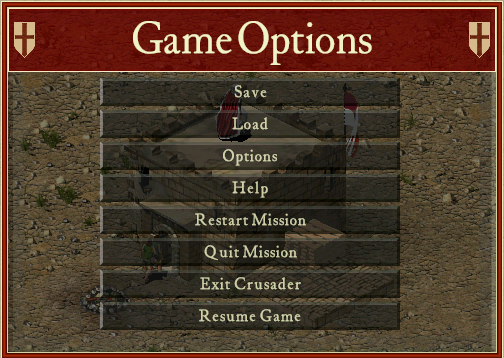 Game Options
Save
Load
Options
Help
Restart Mission
Quit Mission
Exit Crusader
Resume Game